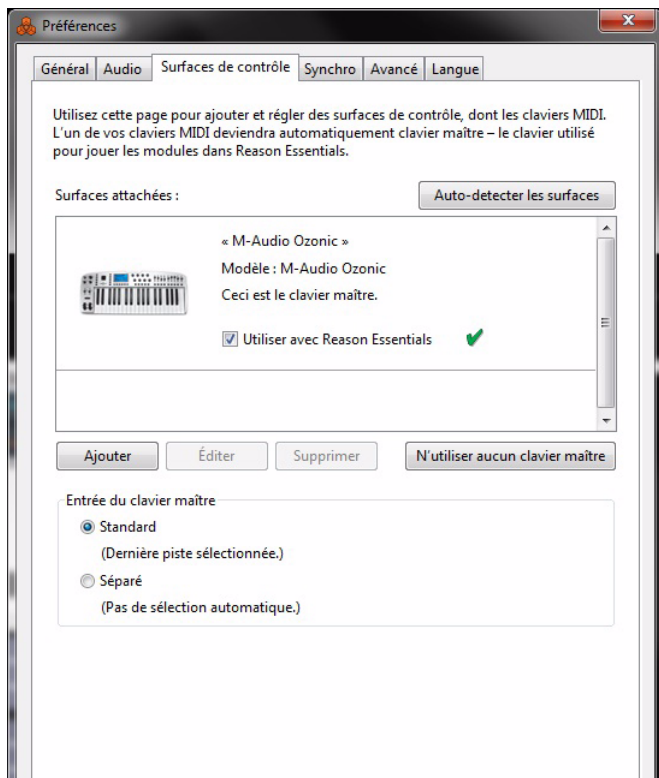 Préférences
Général Audio Surfaces de contrôle Synchro Avancé Langue
Utilisez cette page pour ajouter et régler des surfaces de contrôle, dont les claviers MIDI.
L’un de vos claviers MIDI deviendra automatiquement clavier maître – le clavier utilisé
pour jouer les modules dans Reason Essentials.
Surfaces attachées :
Auto-detecter les surfaces
« M-Audio Ozonic »
Modèle : M-Audio Ozonic
Ceci est le clavier maître.
Utiliser avec Reason Essentials
Ajouter Éditer Supprimer N’utiliser aucun clavier maître
Entrée du clavier maître
Standard
(Dernière piste sélectionnée.)
Séparé
(Pas de sélection automatique.)